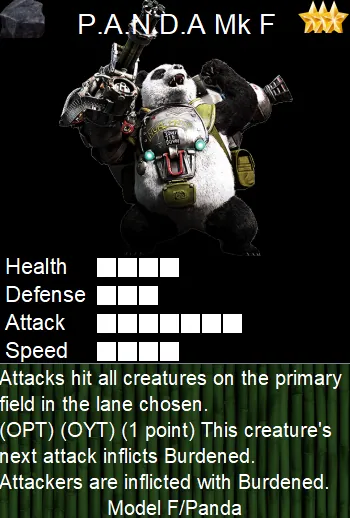 P.A.N.D.A Mk F
Health
Defense
Attack
Speed
Attacks hit all creatures on the primary
field in the lane chosen.
(OPT) (OYT) (1 point) This creature's
next attack inflicts Burdened.
Attackers are inflicted with Burdened.
Model F/Panda